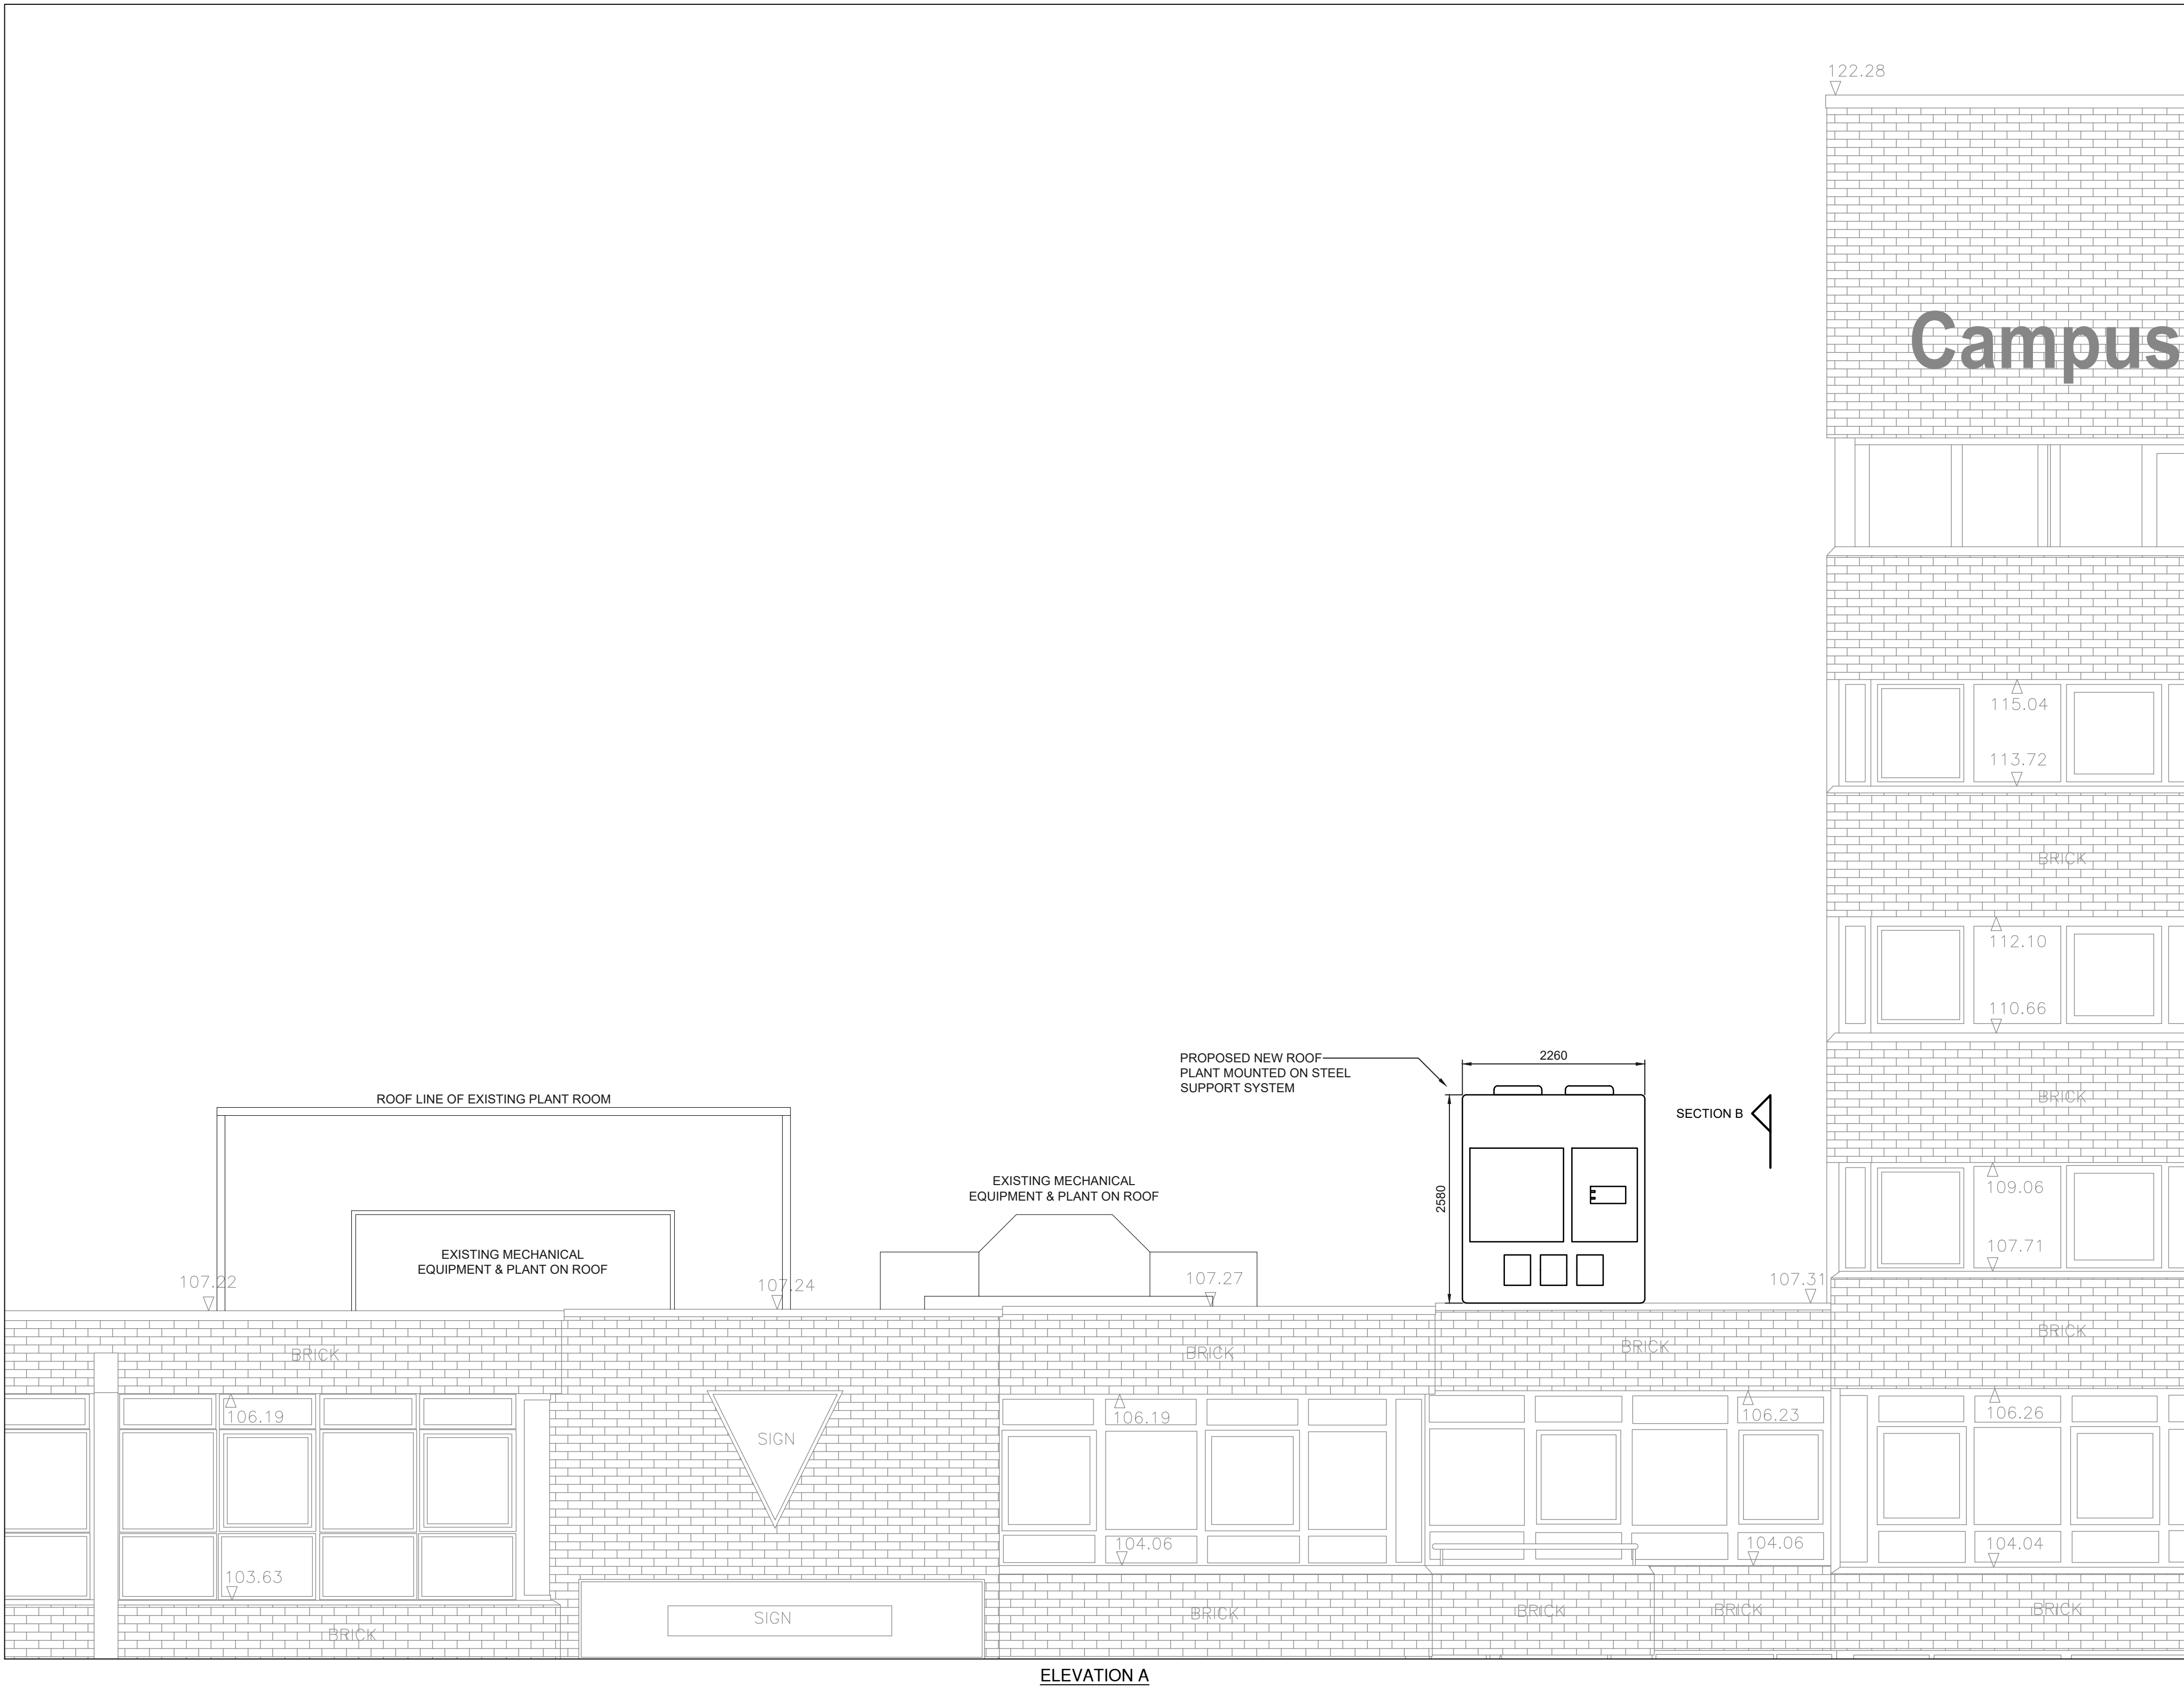 122.28
Campus
115.04
113.72
BRICK
112.10
110.66
PROPOSED NEW ROOF
PLANT MOUNTED ON STEEL
SUPPORT SYSTEM
2260
2580
SECTION B
BRICK
ROOF LINE OF EXISTING PLANT ROOM
EXISTING MECHANICAL
EQUIPMENT & PLANT ON ROOF
EXISTING MECHANICAL
EQUIPMENT & PLANT ON ROOF
109.06
107.71
107.22
107.24
107.27
107.31
BRICK
BRICK
BRICK
BRICK
106.19
SIGN
106.19
106.23
106.26
103.63
104.06
104.06
104.04
BRICK
SIGN
BRICK
BRICK
BRICK
BRICK
ELEVATION A